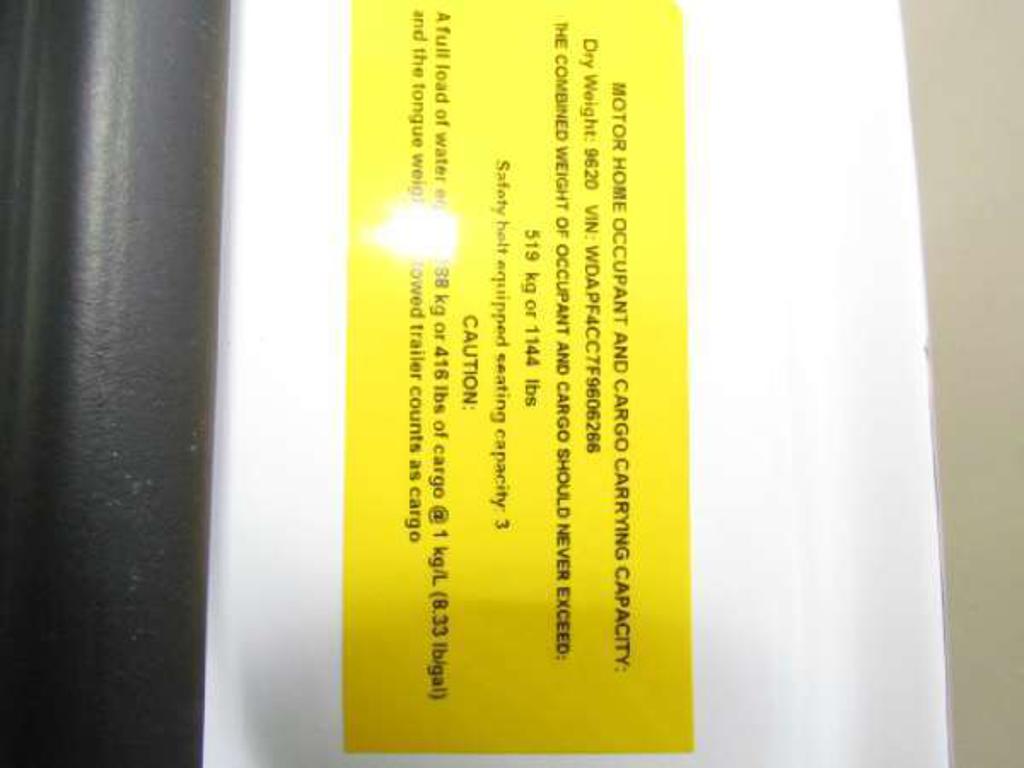 MOTOR HOME OCCUPANT AND CARGO CARRYING CAPACITY:
Dry Weight: 9620 VIN: WDAPF4CC7F9606266
THE COMBINED WEIGHT OF OCCUPANT AND CARGO SHOULD NEVER EXCEED:
519 kg or 1144 lbs
Safety belt equipped seating capacity: 3
CAUTION:
A full load of water kg or 416 lbs of cargo @ 1 kg/L (8.33 lb/gal)
and the tongue towed trailer counts as cargo